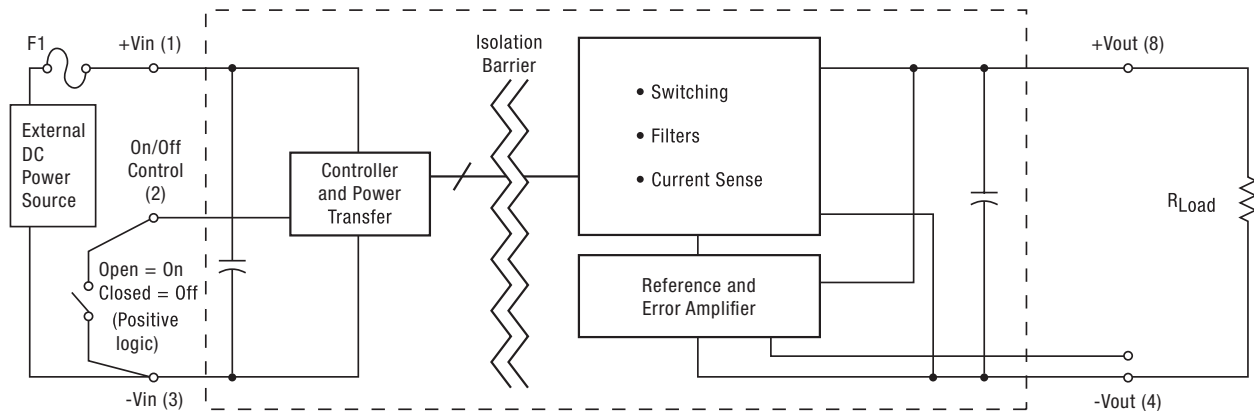 F1
+Vin (1)
External
DC
Power
Source
On/Off
Control
(2)
Open = On
Closed = Off
(Positive
logic)
-Vin (3)
Controller
and Power
Transfer
Isolation
Barrier
• Switching
• Filters
• Current Sense
Reference and
Error Amplifier
+Vout (8)
RLoad
-Vout (4)